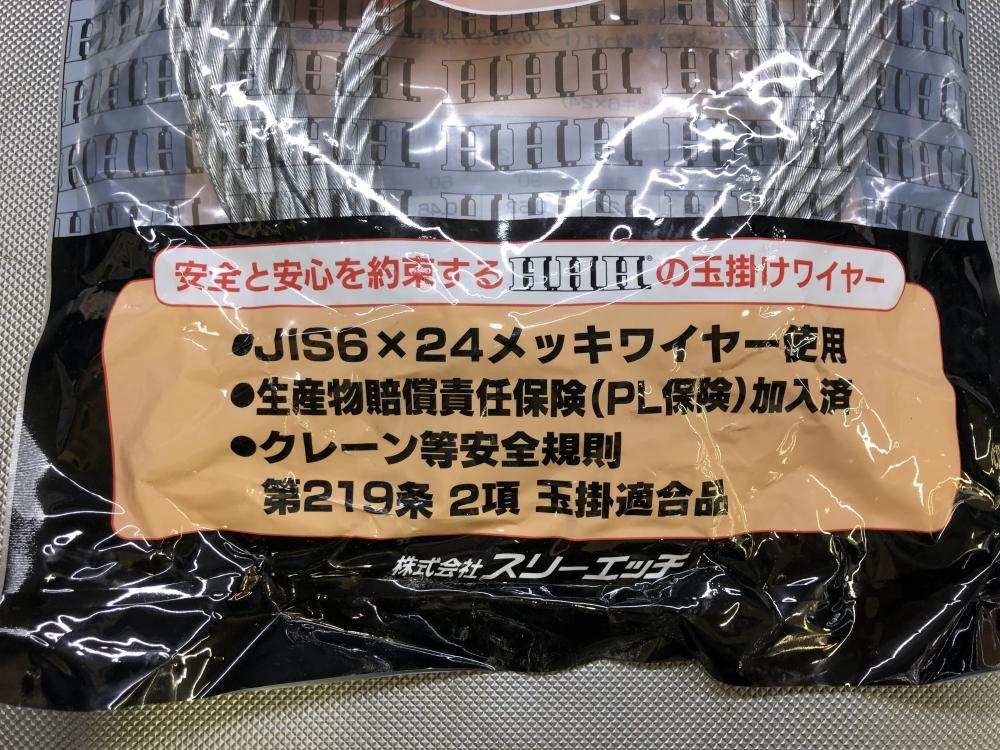 安全と安心を約束するHHH®の玉掛けワイヤー
●JIS6×24メッキワイヤー使用
●生産物賠償責任保険(PL保険)加入済
●クレーン等安全規則
第219条 2項 玉掛適合品
株式会社スリーエッチ